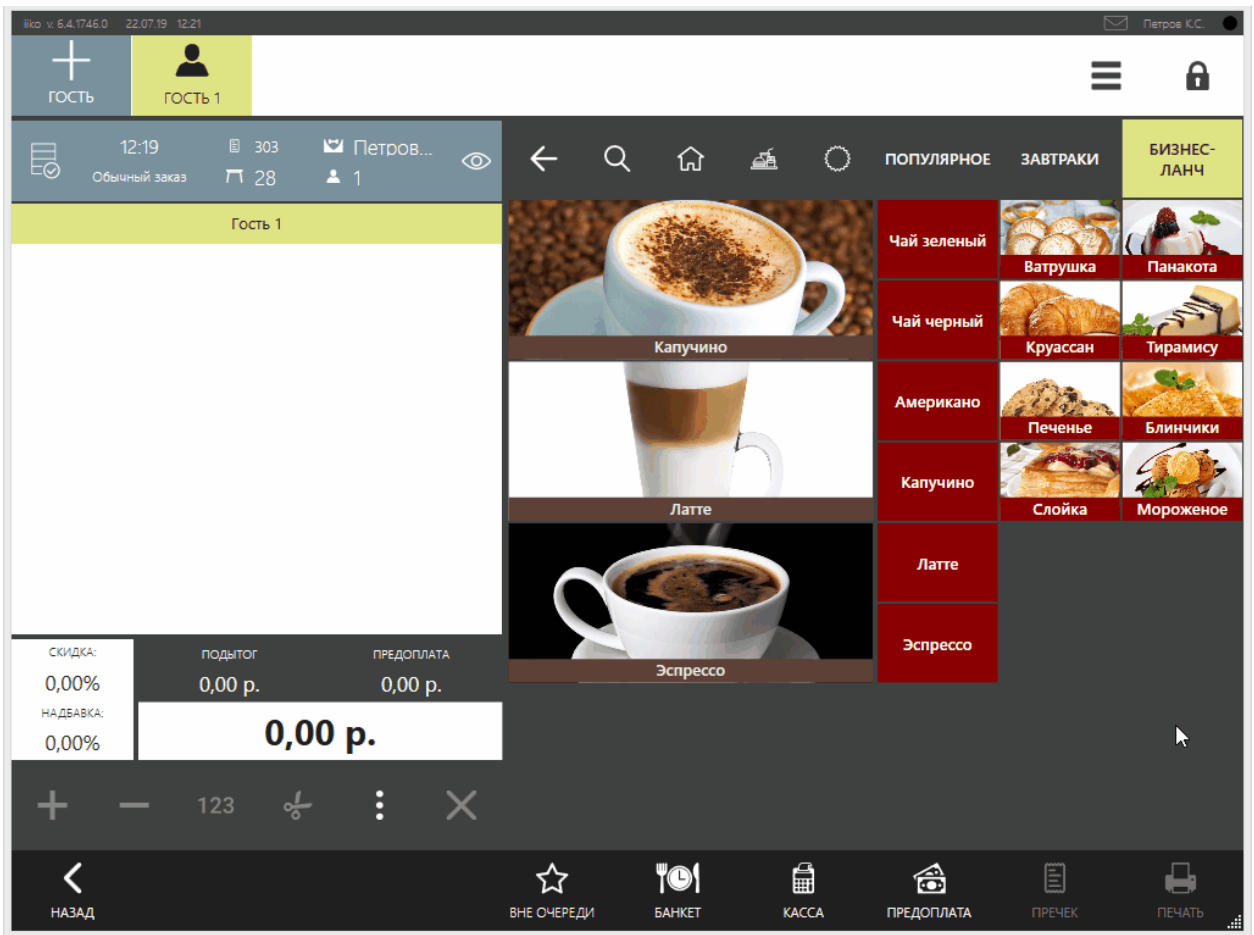 iiko v. 6.4.1746.0 22.07.19 12:21 Петров К.С.
ГОСТЬ ГОСТЬ 1
12:19 303 Петров...
Обычный заказ 28 1
ПОПУЛЯРНОЕ ЗАВТРАКИ БИЗНЕС-
ЛАНЧ
Гость 1
Чай зеленый
Ватрушка Панакота
Чай черный
Капучино Круассан Тирамису
Американо
Печенье Блинчики
Капучино
Латте Слойка Мороженое
Латте
Эспрессо
Эспрессо
СКИДКА: ПОДЫТОГ ПРЕДОПЛАТА
0,00% 0,00 р. 0,00 р.
НАДБАВКА:
0,00% 0,00 р.
123
НАЗАД ВНЕ ОЧЕРЕДИ БАНКЕТ КАССА ПРЕДОПЛАТА ПРЕЧЕК ПЕЧАТЬ